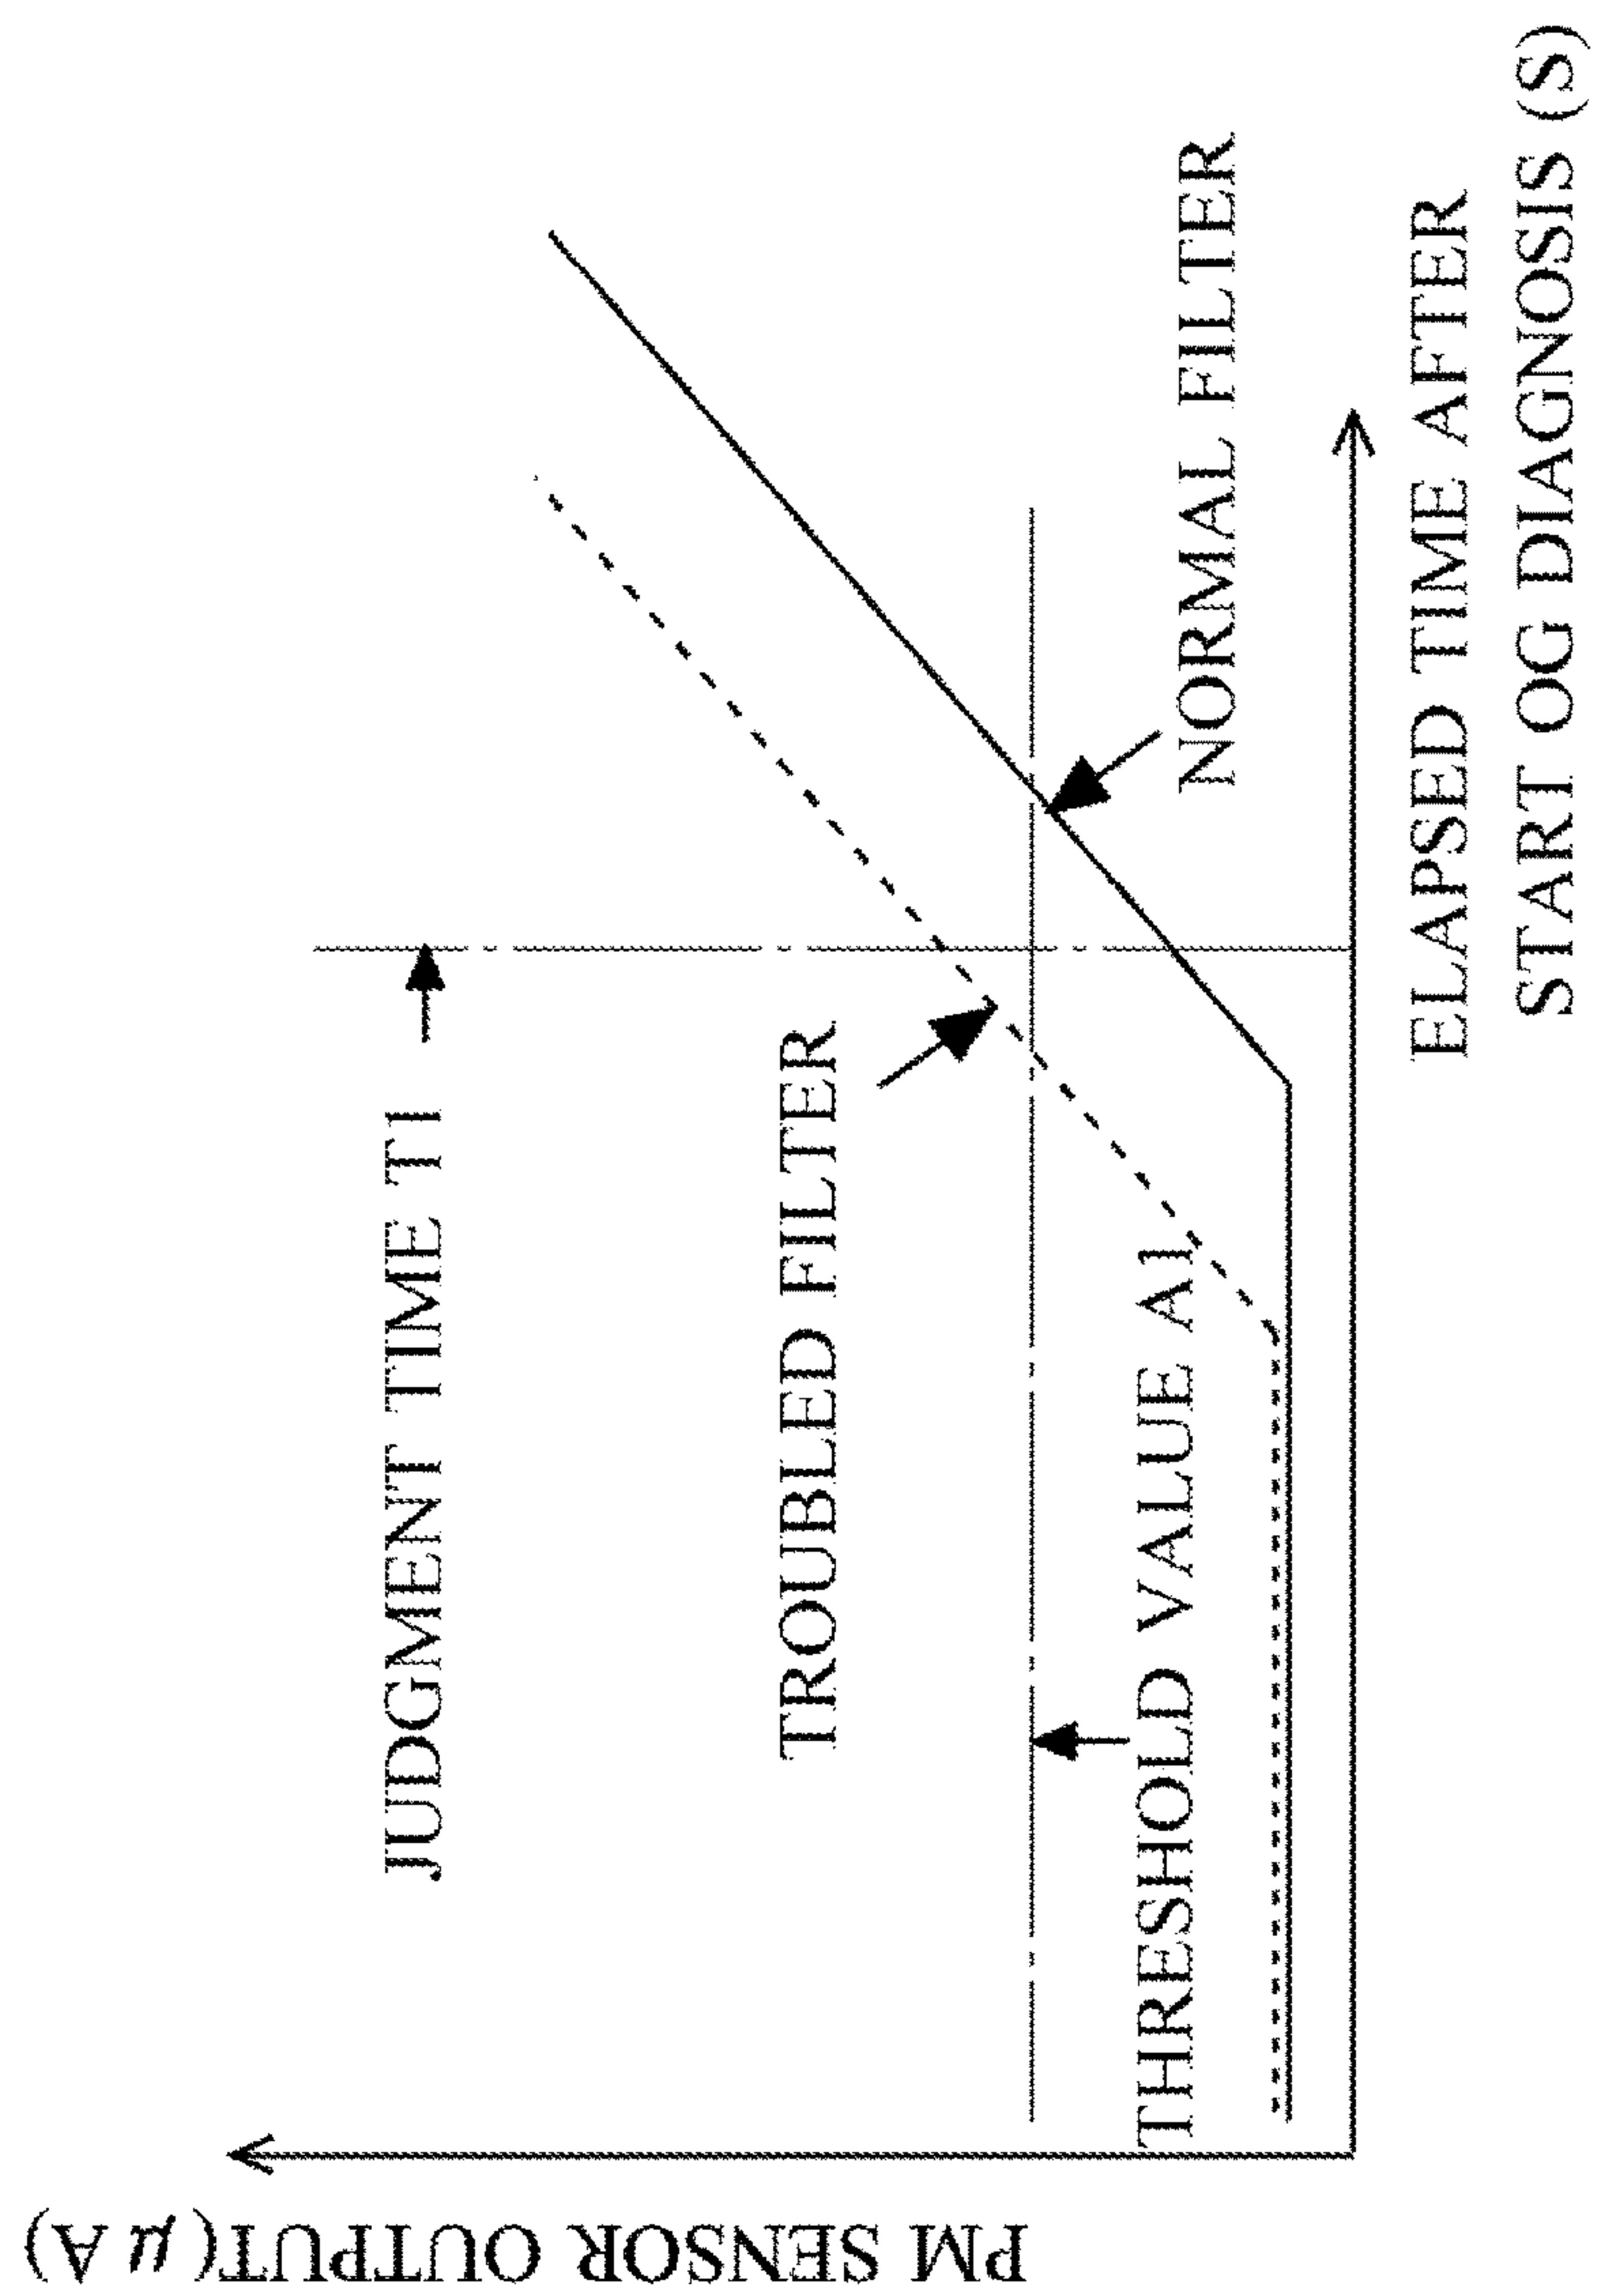 PM SENSOR OUTPUT(μA)
JUDGMENT TIME T1
TROUBLED FILTER
THRESHOLD VALUE A1
NORMAL FILTER
ELAPSED TIME AFTER
START OG DIAGNOSIS (S)